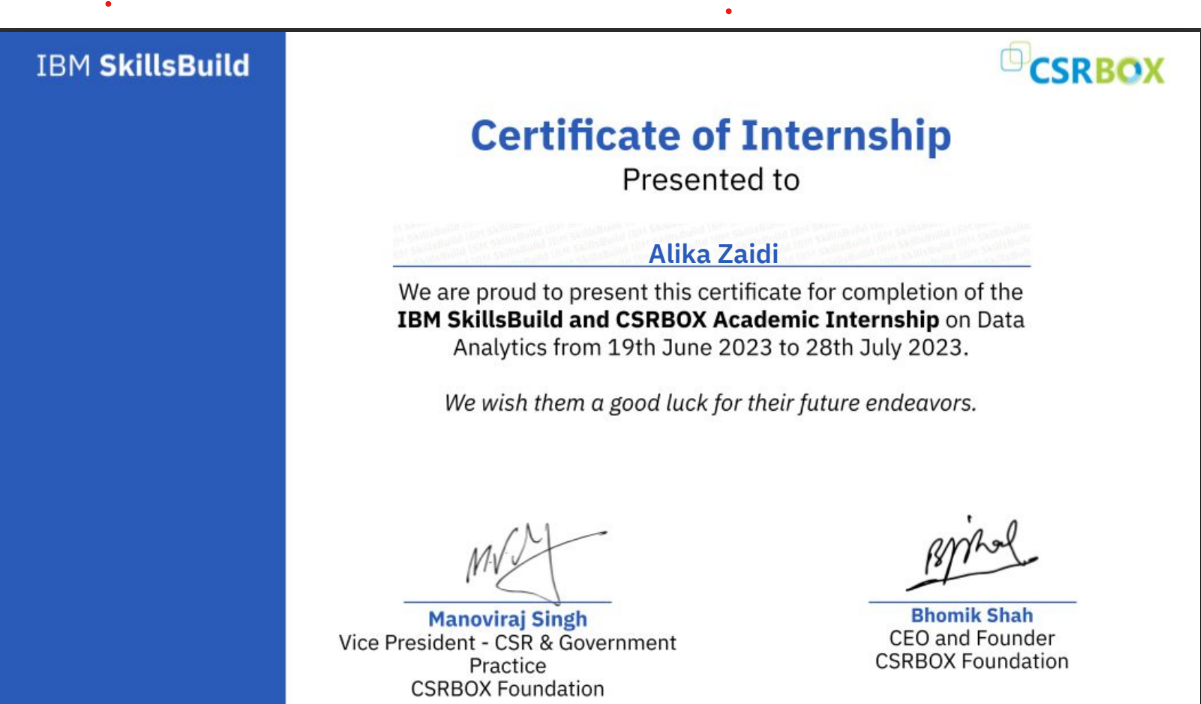 IBM SkillsBuild
CSRBOX
Certificate of Internship
Presented to
Alika Zaidi
We are proud to present this certificate for completion of the
IBM SkillsBuild and CSRBOX Academic Internship on Data
Analytics from 19th June 2023 to 28th July 2023.
We wish them a good luck for their future endeavors.
Manoviraj Singh
Vice President - CSR & Government
Practice
CSRBOX Foundation
Bhomik Shah
CEO and Founder
CSRBOX Foundation